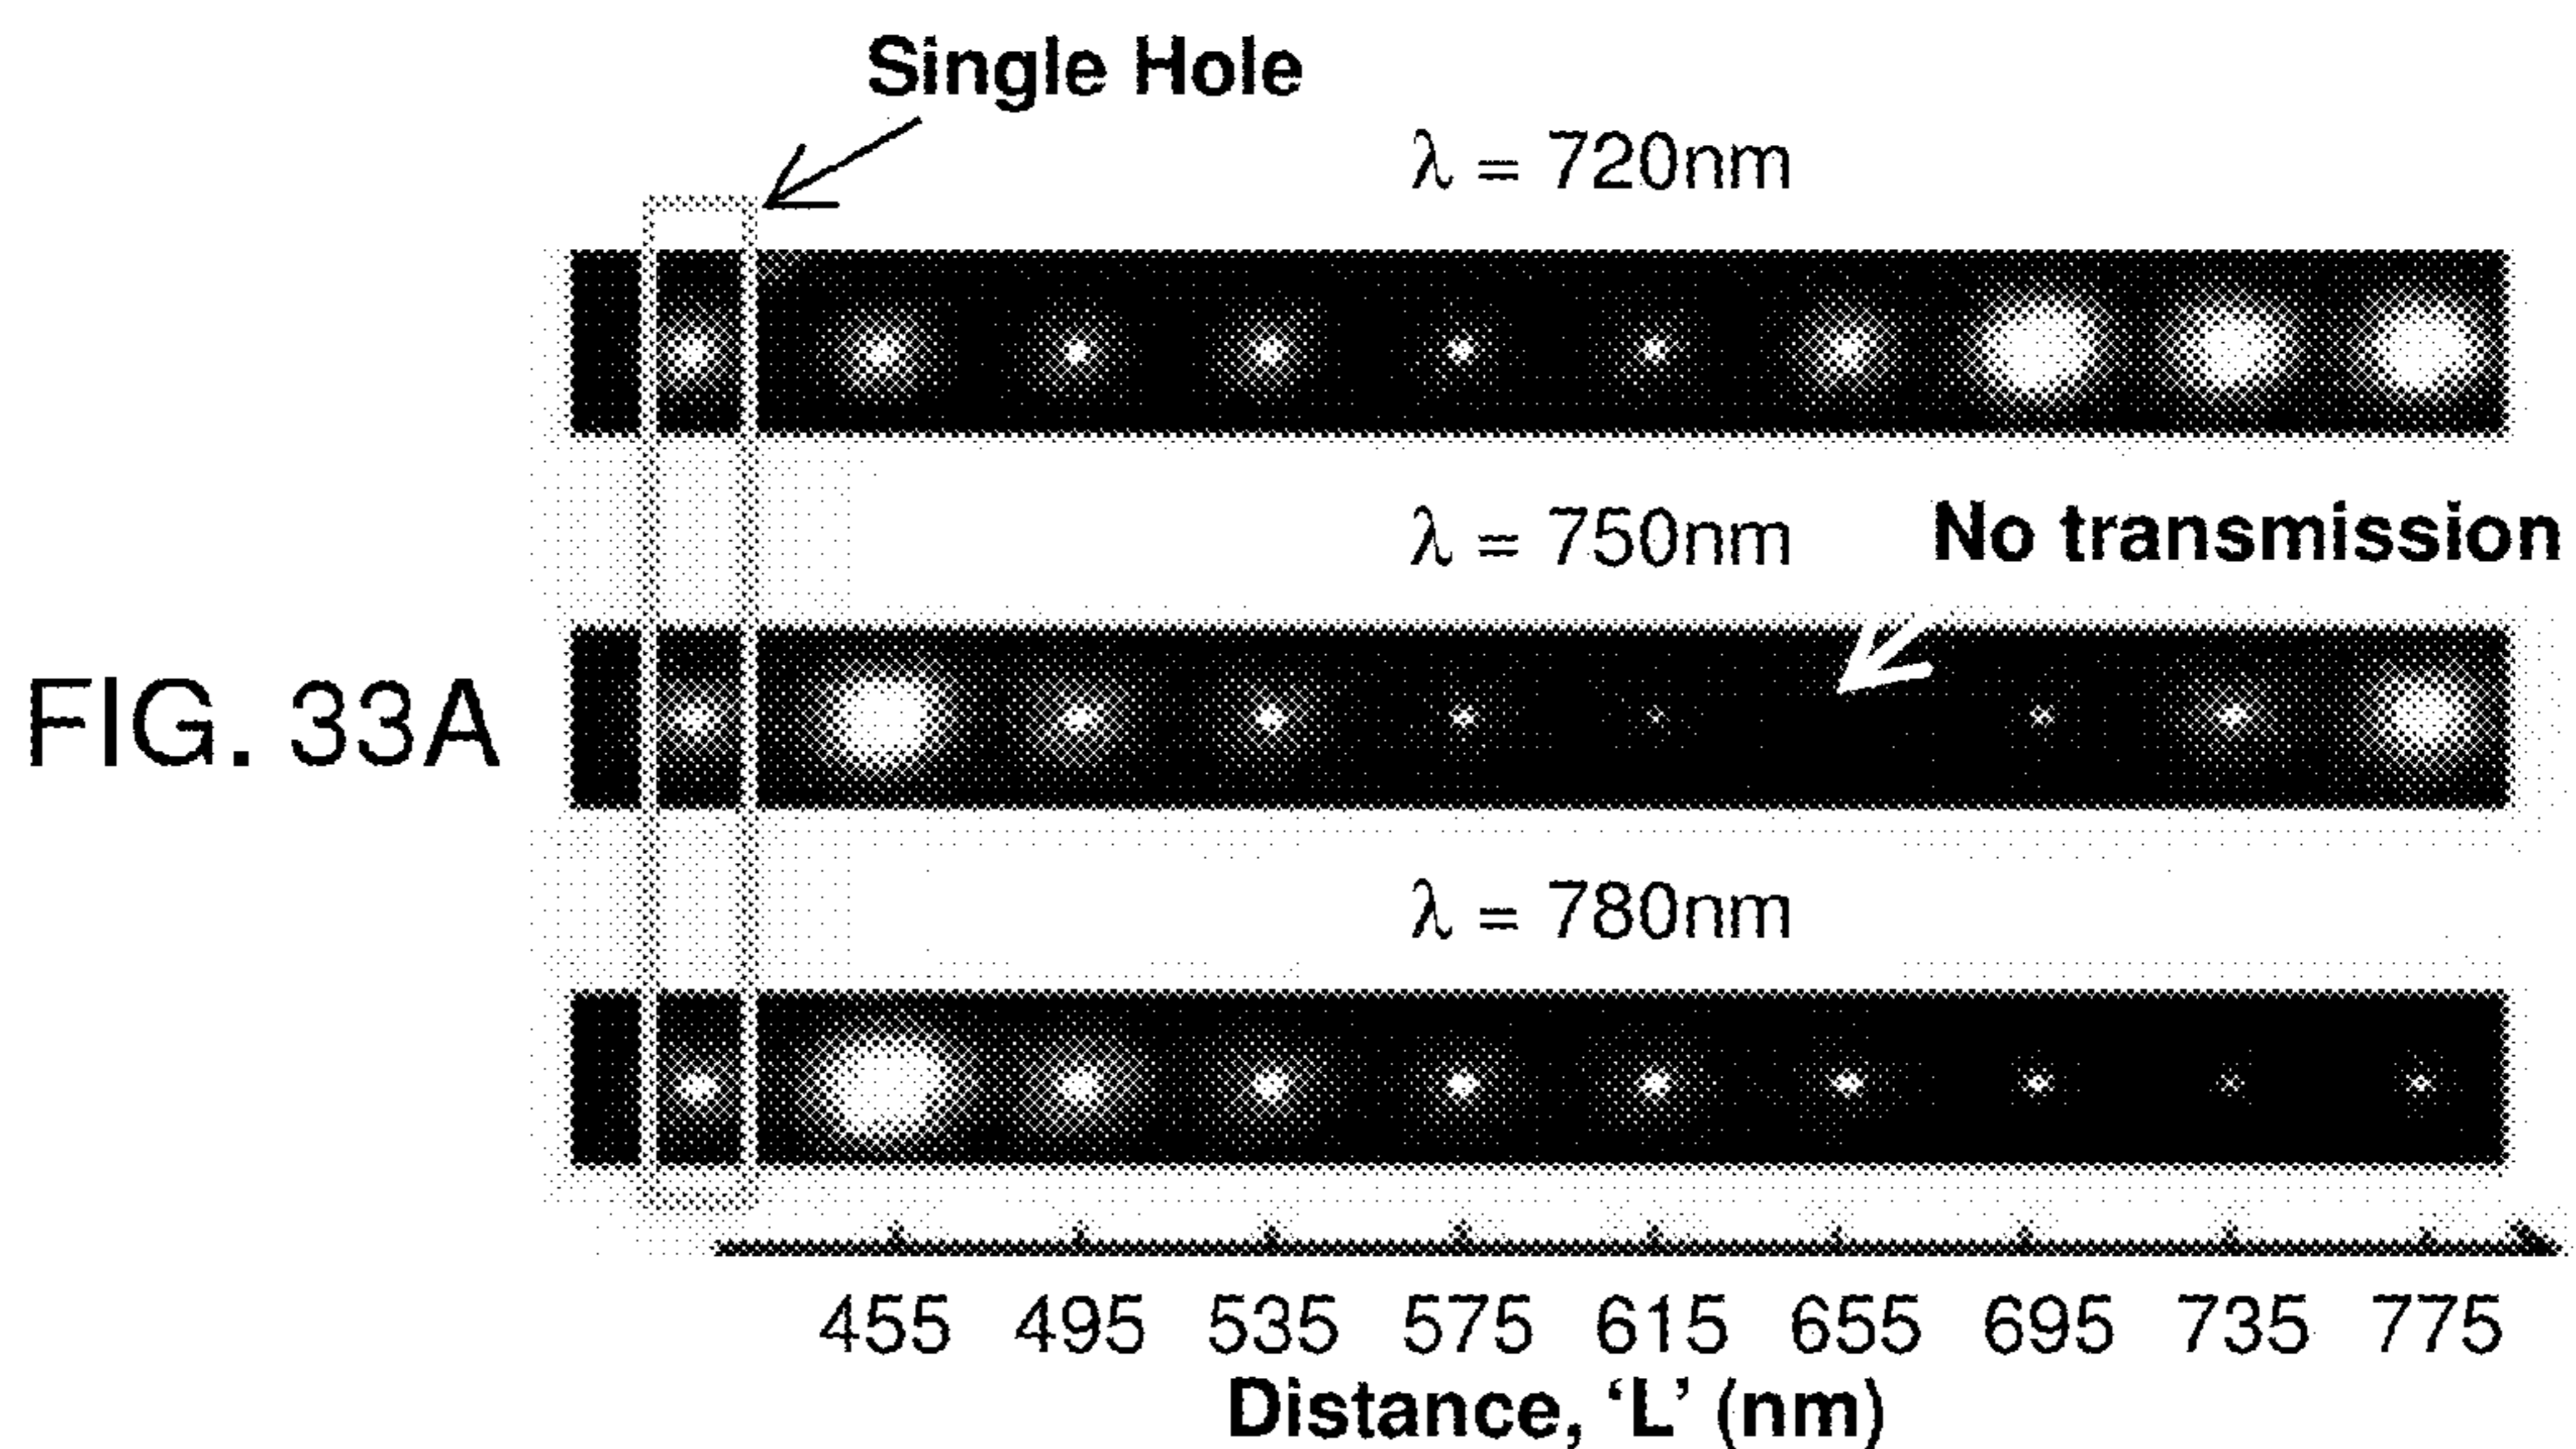 Single Hole
λ = 720nm
λ = 750nm
No transmission
FIG. 33A
λ = 780nm
455 495 535 575 615 655 695 735 775
Distance, ‘L’ (nm)